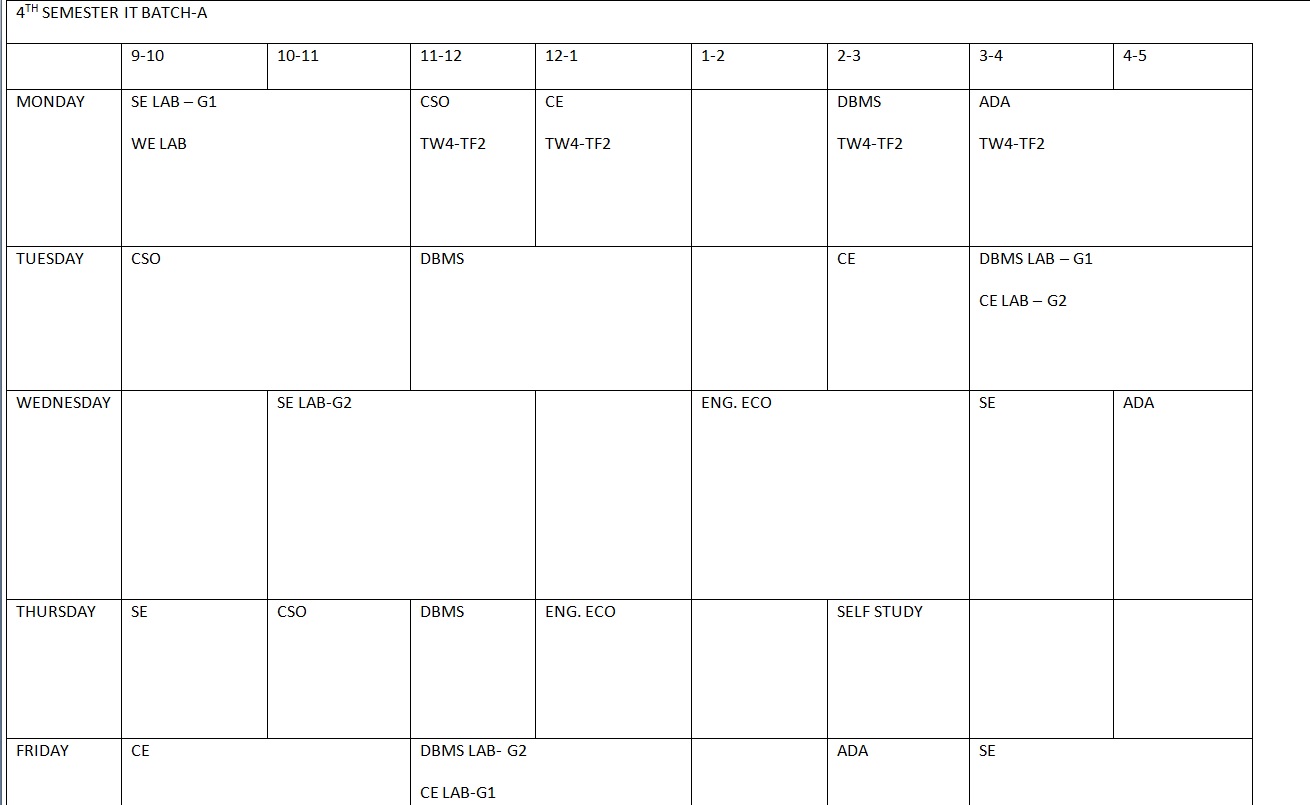 4TH SEMESTER IT BATCH-A
9-10 10-11 11-12 12-1 1-2 2-3 3-4 4-5
MONDAY SE LAB – G1 CSO CE DBMS ADA
WE LAB TW4-TF2 TW4-TF2 TW4-TF2 TW4-TF2
TUESDAY CSO DBMS CE DBMS LAB – G1
CE LAB – G2
WEDNESDAY SE LAB-G2 ENG. ECO SE ADA
THURSDAY SE CSO DBMS ENG. ECO SELF STUDY
FRIDAY CE DBMS LAB- G2 ADA SE
CE LAB-G1